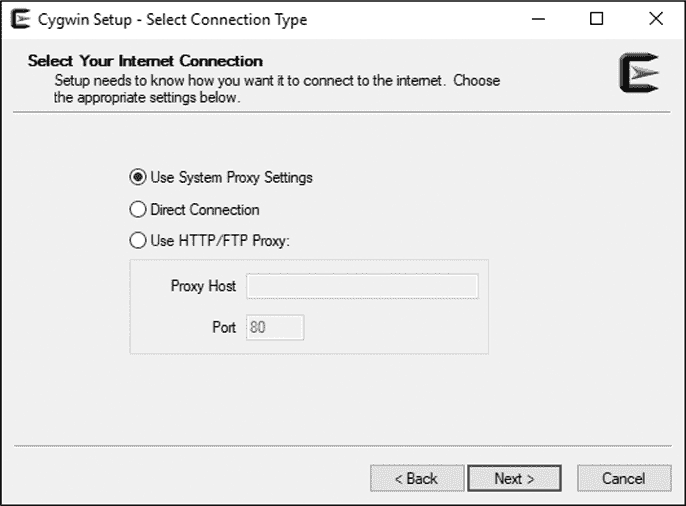 Cygwin Setup - Select Connection Type
Select Your Internet Connection
Setup needs to know how you want it to connect to the internet. Choose
the appropriate settings below.
Use System Proxy Settings
Direct Connection
Use HTTP/FTP Proxy:
Proxy Host
Port 80
< Back Next > Cancel